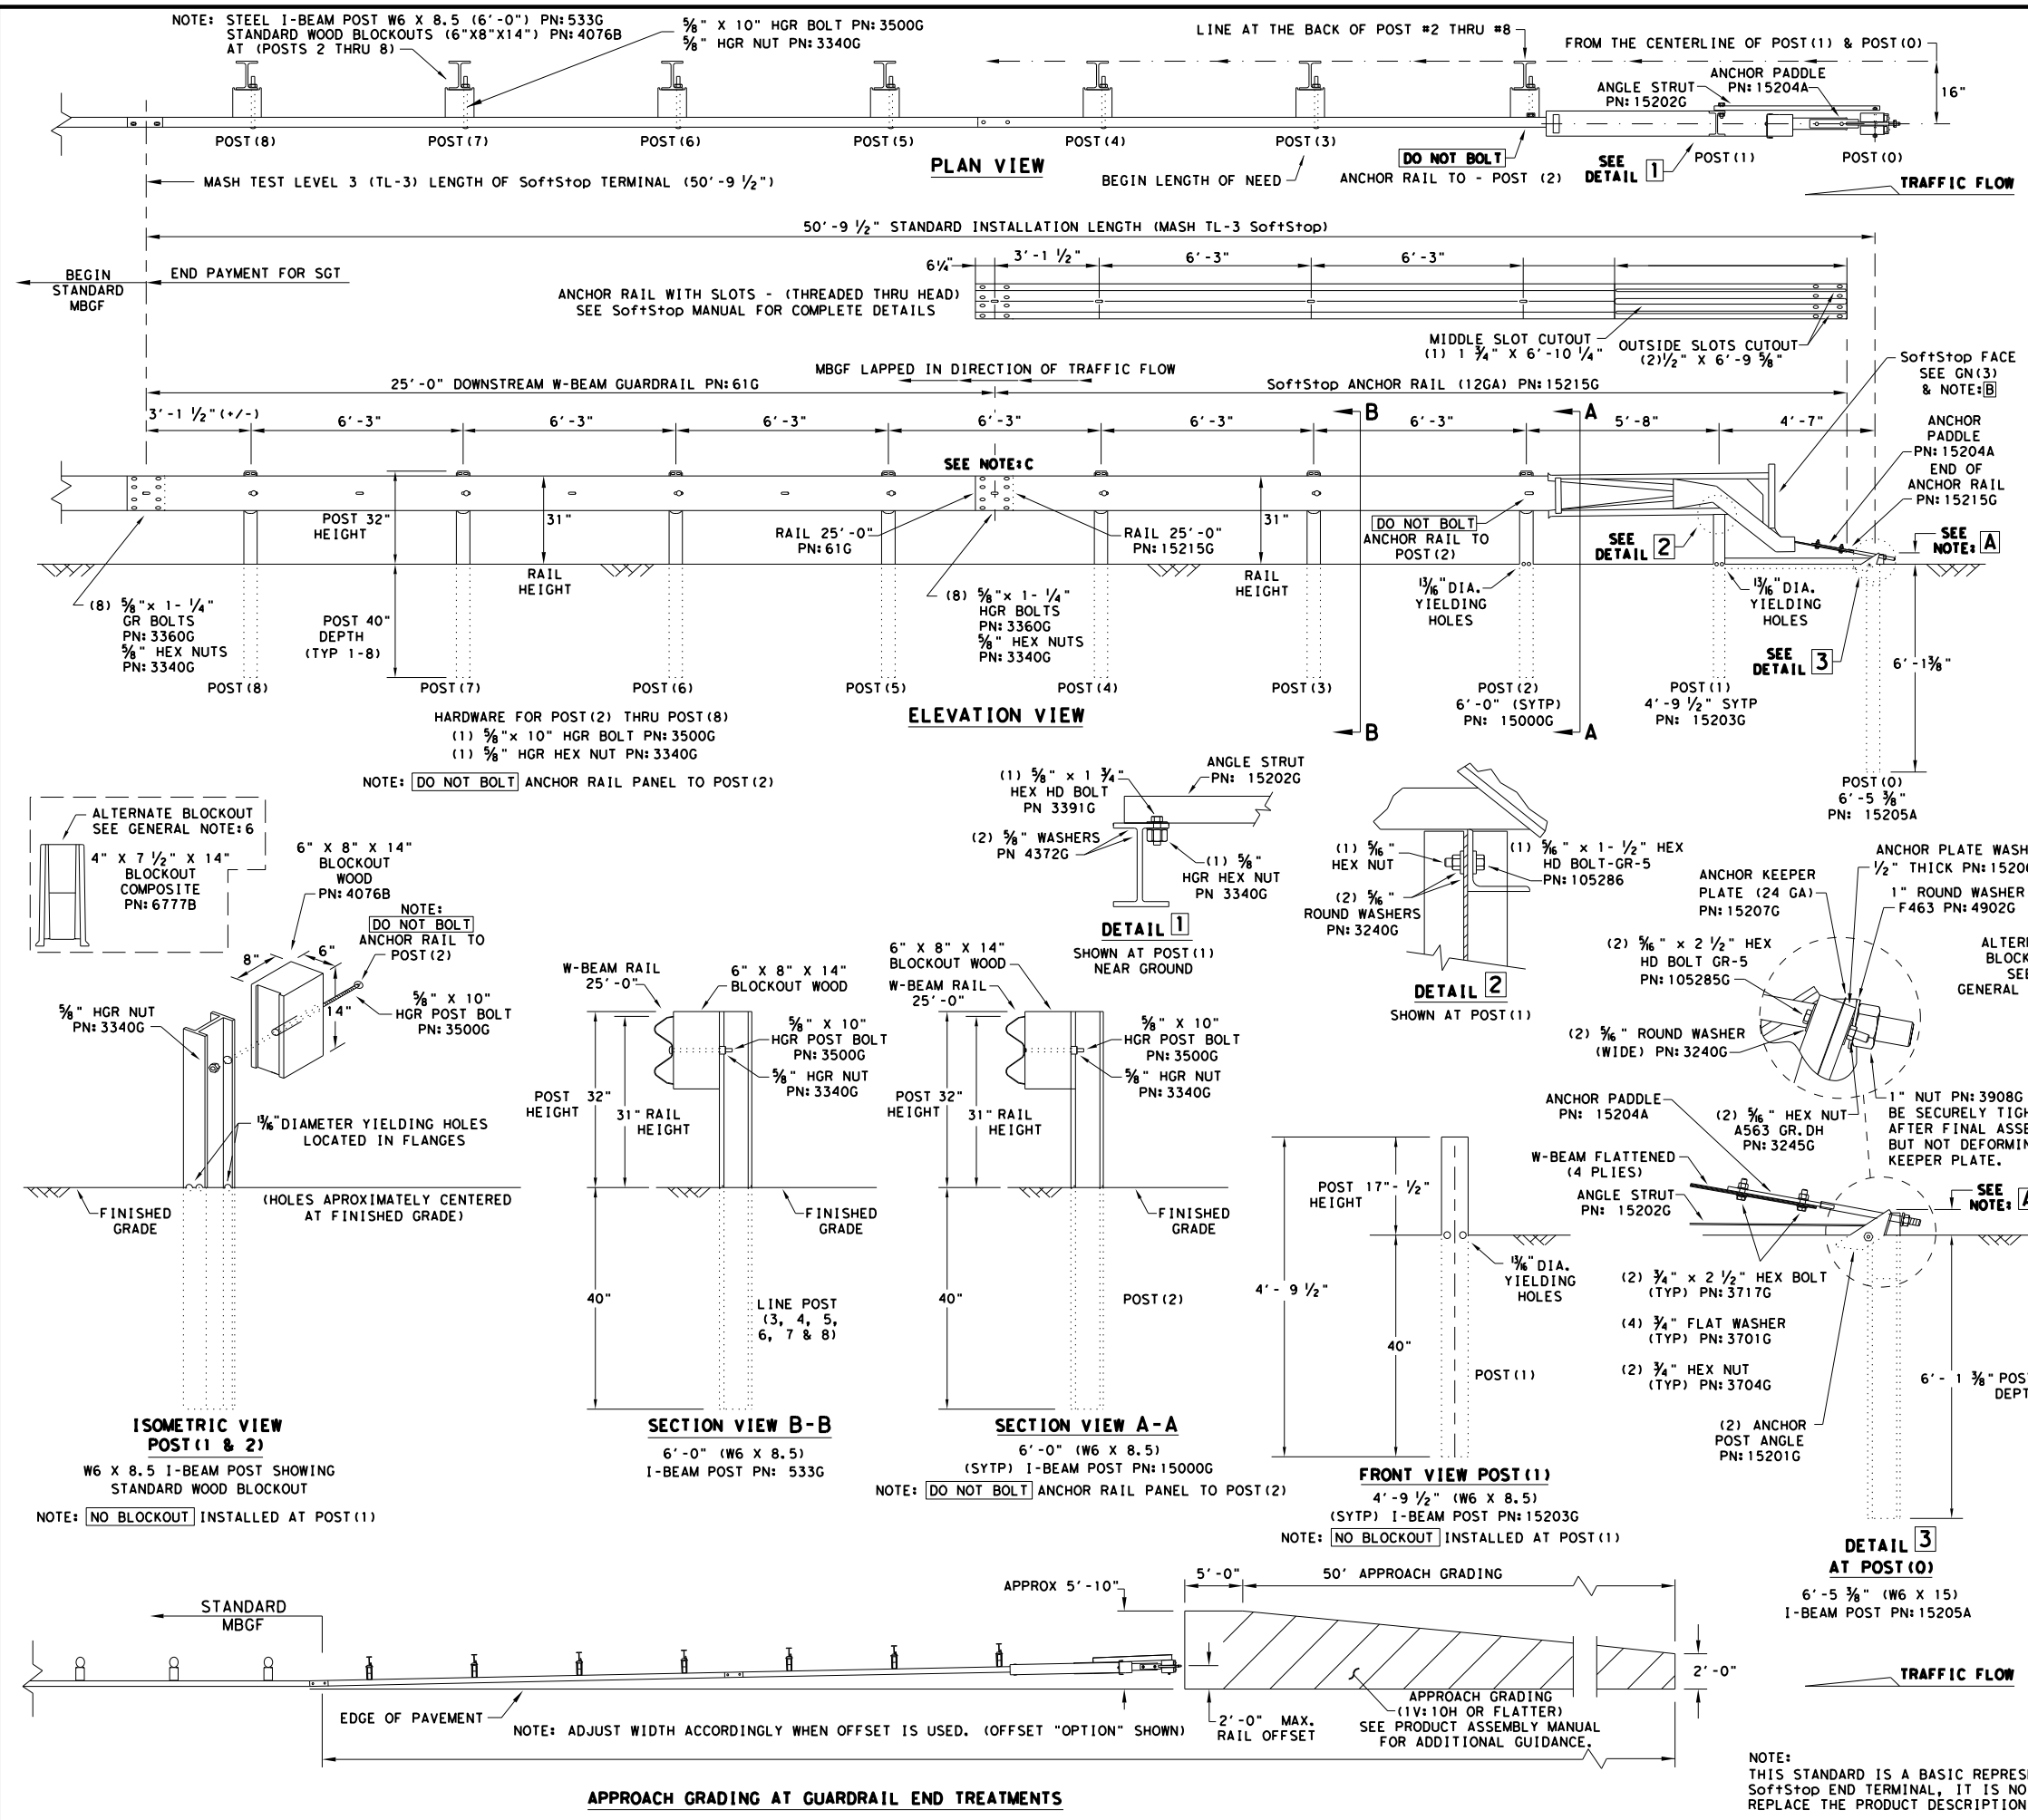 NOTE: STEEL I-BEAM POST W6 X 8.5 (6'-0") PN:533G
STANDARD WOOD BLOCKOUTS (6"X8"X14") PN:4076B
AT (POSTS 2 THRU 8)
5/8" X 10" HGR BOLT PN:3500G
5/8" HGR NUT PN:3340G
LINE AT THE BACK OF POST #2 THRU #8
FROM THE CENTERLINE OF POST(1) & POST(0)
ANCHOR PADDLE
PN:15204A
ANGLE STRUT
PN:15202G
16"
POST(8)
POST(7)
POST(6)
POST(5)
POST(4)
POST(3)
POST(1)
POST(0)
PLAN VIEW
DO NOT BOLT
ANCHOR RAIL TO - POST (2)
SEE
DETAIL 1
MASH TEST LEVEL 3 (TL-3) LENGTH OF SoftStop TERMINAL (50'-9 1/2")
BEGIN LENGTH OF NEED
TRAFFIC FLOW
50'-9 1/2" STANDARD INSTALLATION LENGTH (MASH TL-3 SoftStop)
BEGIN
STANDARD
MBGF
END PAYMENT FOR SGT
6 1/4"
3'-1 1/2"
6'-3"
6'-3"
ANCHOR RAIL WITH SLOTS - (THREADED THRU HEAD)
SEE SoftStop MANUAL FOR COMPLETE DETAILS
MIDDLE SLOT CUTOUT
(1) 1 3/4" X 6'-10 1/4"
OUTSIDE SLOTS CUTOUT
(2)1/2" X 6'-9 5/8"
MBGF LAPPED IN DIRECTION OF TRAFFIC FLOW
25'-0" DOWNSTREAM W-BEAM GUARDRAIL PN:61G
SoftStop ANCHOR RAIL (12GA) PN:15215G
SoftStop FACE
SEE GN(3)
& NOTE:B
3'-1 1/2"(+/-)
6'-3"
6'-3"
6'-3"
6'-3"
6'-3"
6'-3"
5'-8"
4'-7"
B
A
ANCHOR
PADDLE
PN:15204A
END OF
ANCHOR RAIL
PN:15215G
SEE NOTE:C
POST 32"
HEIGHT
31"
RAIL 25'-0"
PN:61G
RAIL 25'-0"
PN:15215G
31"
DO NOT BOLT
ANCHOR RAIL TO
POST(2)
SEE
DETAIL 2
SEE
NOTE: A
RAIL
HEIGHT
RAIL
HEIGHT
(8) 5/8"x 1- 1/4"
GR BOLTS
PN:3360G
5/8" HEX NUTS
PN:3340G
POST 40"
DEPTH
(TYP 1-8)
(8) 5/8"x 1- 1/4"
HGR BOLTS
PN:3360G
5/8" HEX NUTS
PN:3340G
13/16" DIA.
YIELDING
HOLES
13/16" DIA.
YIELDING
HOLES
SEE
DETAIL 3
6'-1 3/8"
POST(8)
POST(7)
POST(6)
POST(5)
POST(4)
POST(3)
POST(2)
6'-0" (SYTP)
PN: 15000G
POST(1)
4'-9 1/2" SYTP
PN: 15203G
HARDWARE FOR POST(2) THRU POST(8)
(1) 5/8"x 10" HGR BOLT PN:3500G
(1) 5/8" HGR HEX NUT PN:3340G
ELEVATION VIEW
B
A
NOTE: DO NOT BOLT ANCHOR RAIL PANEL TO POST(2)
POST(0)
6'-5 3/8"
PN: 15205A
ALTERNATE BLOCKOUT
SEE GENERAL NOTE:6
4" X 7 1/2" X 14"
BLOCKOUT
COMPOSITE
PN:6777B
6" X 8" X 14"
BLOCKOUT
WOOD
PN:4076B
NOTE:
DO NOT BOLT
ANCHOR RAIL TO
POST(2)
8"
6"
14"
5/8" X 10"
HGR POST BOLT
PN:3500G
5/8" HGR NUT
PN:3340G
13/16"DIAMETER YIELDING HOLES
LOCATED IN FLANGES
(HOLES APROXIMATELY CENTERED
AT FINISHED GRADE)
FINISHED
GRADE
ISOMETRIC VIEW
POST(1 & 2)
W6 X 8.5 I-BEAM POST SHOWING
STANDARD WOOD BLOCKOUT
NOTE: NO BLOCKOUT INSTALLED AT POST(1)
(1) 5/8" x 1 3/4"
HEX HD BOLT
PN 3391G
ANGLE STRUT
PN: 15202G
(2) 5/8" WASHERS
PN 4372G
(1) 5/8"
HGR HEX NUT
PN 3340G
DETAIL 1
SHOWN AT POST(1)
NEAR GROUND
(1) 5/16"
HEX NUT
(1) 5/16" x 1- 1/2" HEX
HD BOLT-GR-5
PN:105286
(2) 5/16"
ROUND WASHERS
PN:3240G
DETAIL 2
SHOWN AT POST(1)
ANCHOR PLATE
1/2" THICK
ANCHOR KEEPER
PLATE (24 GA)
PN:15207G
1" ROUND WASHER
F463 PN:4902G
(2) 5/16" x 2 1/2" HEX
HD BOLT GR-5
PN:105285G
SEE
GENERAL
(2) 5/16" ROUND WASHER
(WIDE) PN:3240G
1" NUT PN:3908G
BE SECURELY
AFTER FINAL
BUT NOT
KEEPER PLATE.
ANCHOR PADDLE
PN: 15204A
(2) 5/16" HEX NUT
A563 GR.DH
PN:3245G
W-BEAM FLATTENED
(4 PLIES)
ANGLE STRUT
PN: 15202G
SEE
NOTE:
(2) 3/4" x 2 1/2" HEX BOLT
(TYP) PN:3717G
(4) 3/4" FLAT WASHER
(TYP) PN:3701G
(2) 3/4" HEX NUT
(TYP) PN:3704G
(2) ANCHOR
POST ANGLE
PN:15201G
6'- 1 3/8"
DETAIL 3
AT POST(0)
6'-5 3/8" (W6 X 15)
I-BEAM POST PN:15205A
W-BEAM RAIL
25'-0"
6" X 8" X 14"
BLOCKOUT WOOD
5/8" X 10"
HGR POST BOLT
PN:3500G
5/8" HGR NUT
PN:3340G
POST 32"
HEIGHT
31" RAIL
HEIGHT
FINISHED
GRADE
40"
LINE POST
(3, 4, 5,
6, 7 & 8)
SECTION VIEW B-B
6'-0" (W6 X 8.5)
I-BEAM POST PN: 533G
6" X 8" X 14"
BLOCKOUT WOOD
W-BEAM RAIL
25'-0"
5/8" X 10"
HGR POST BOLT
PN:3500G
5/8" HGR NUT
PN:3340G
POST 32"
HEIGHT
31" RAIL
HEIGHT
FINISHED
GRADE
40"
POST(2)
SECTION VIEW A-A
6'-0" (W6 X 8.5)
(SYTP) I-BEAM POST PN:15000G
NOTE: DO NOT BOLT ANCHOR RAIL PANEL TO POST(2)
POST 17"- 1/2"
HEIGHT
13/16" DIA.
YIELDING
HOLES
4'- 9 1/2"
40"
POST(1)
FRONT VIEW POST(1)
4'-9 1/2" (W6 X 8.5)
(SYTP) I-BEAM POST PN:15203G
NOTE: NO BLOCKOUT INSTALLED AT POST(1)
STANDARD
MBGF
APPROX 5'-10"
5'-0"
50' APPROACH GRADING
2'-0"
TRAFFIC FLOW
EDGE OF PAVEMENT
NOTE: ADJUST WIDTH ACCORDINGLY WHEN OFFSET IS USED. (OFFSET "OPTION" SHOWN)
2'-0" MAX.
RAIL OFFSET
APPROACH GRADING
(1V:10H OR FLATTER)
SEE PRODUCT ASSEMBLY MANUAL
FOR ADDITIONAL GUIDANCE.
APPROACH GRADING AT GUARDRAIL END TREATMENTS
NOTE:
THIS STANDARD IS A BASIC
SoftStop END TERMINAL, IT IS
REPLACE THE PRODUCT DESCRIPTION